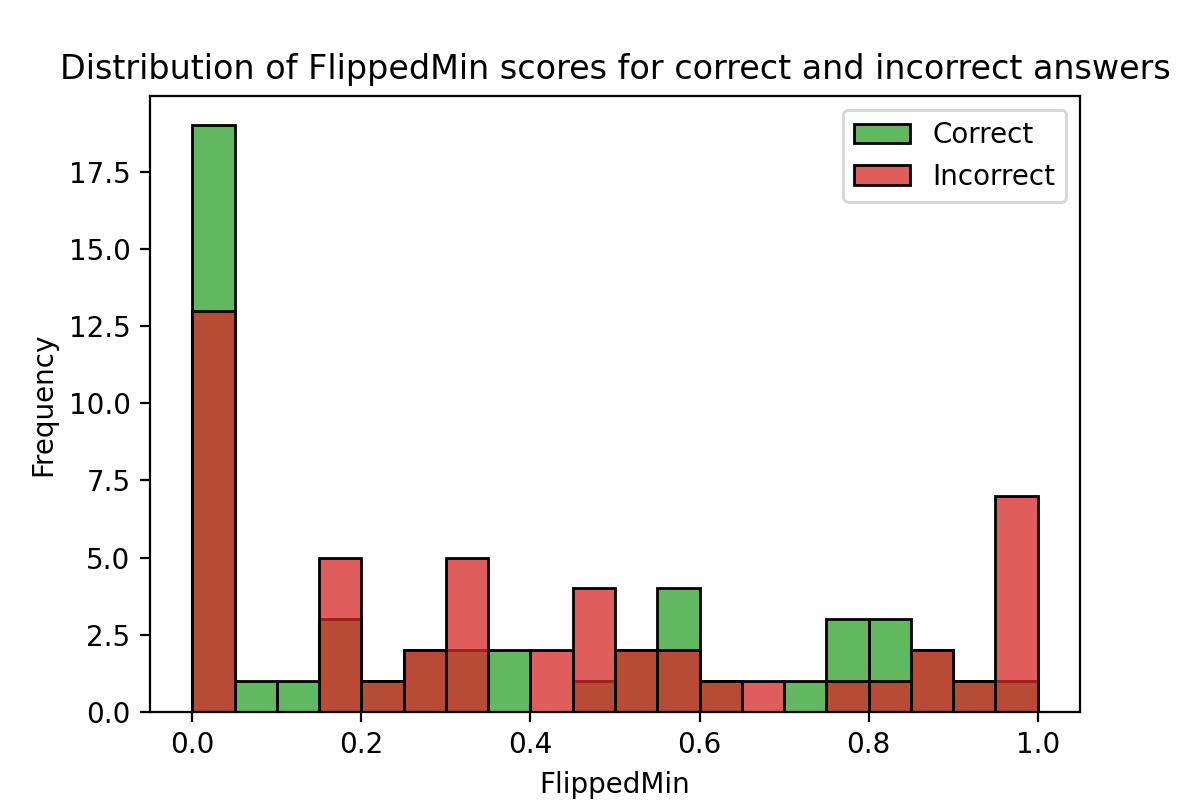 Distribution of FlippedMin scores for correct and incorrect answers
Correct
Incorrect
17.5
15.0
12.5
10.0
7.5
5.0
2.5
0.0
Frequency
0.0 0.2 0.4 0.6 0.8 1.0
FlippedMin